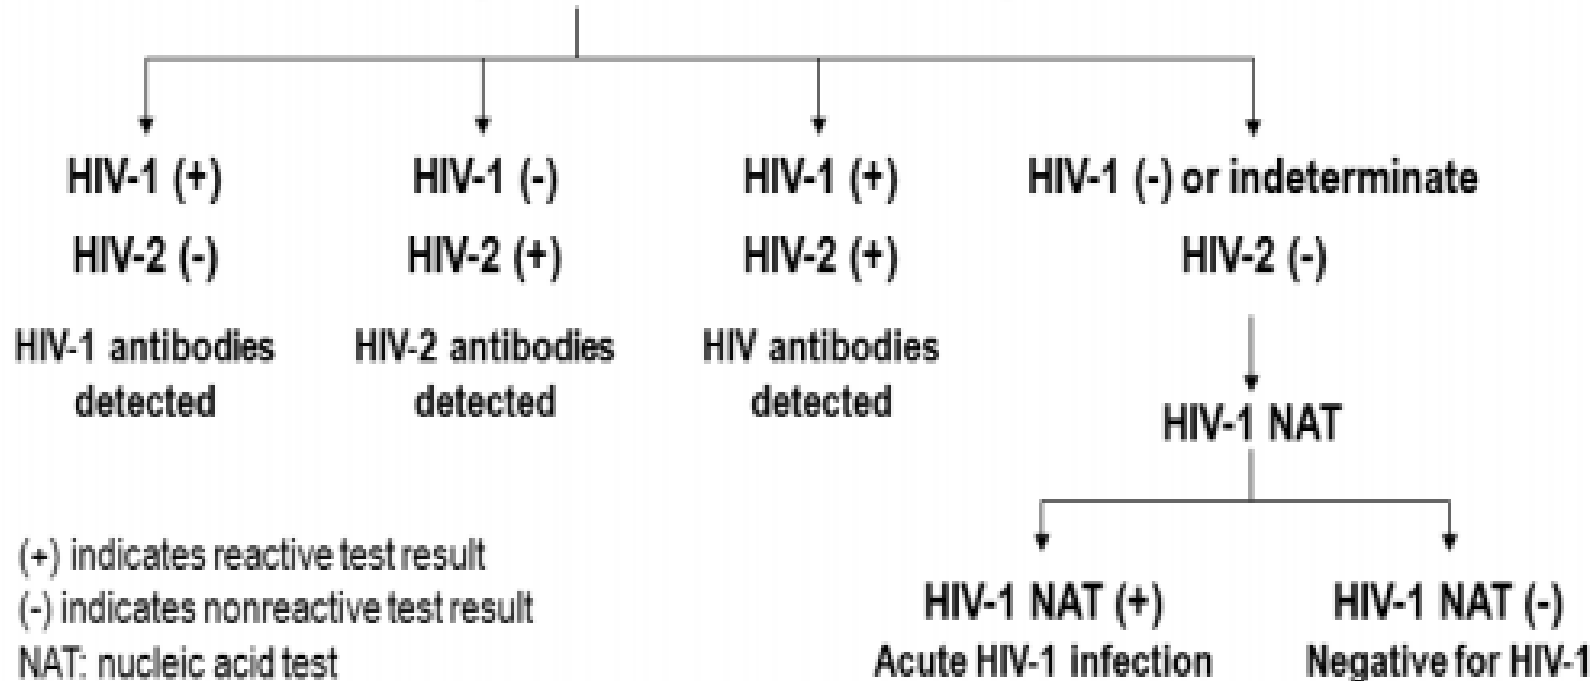 HIV-1 (+)
HIV-2 (-)
HIV-1 antibodies
detected
HIV-1 (-)
HIV-2 (+)
HIV-2 antibodies
detected
HIV-1 (+)
HIV-2 (+)
HIV antibodies
detected
HIV-1 (-) or indeterminate
HIV-2 (-)
HIV-1 NAT
HIV-1 NAT (+)
Acute HIV-1 infection
HIV-1 NAT (-)
Negative for HIV-1
(+) indicates reactive test result
(-) indicates nonreactive test result
NAT: nucleic acid test